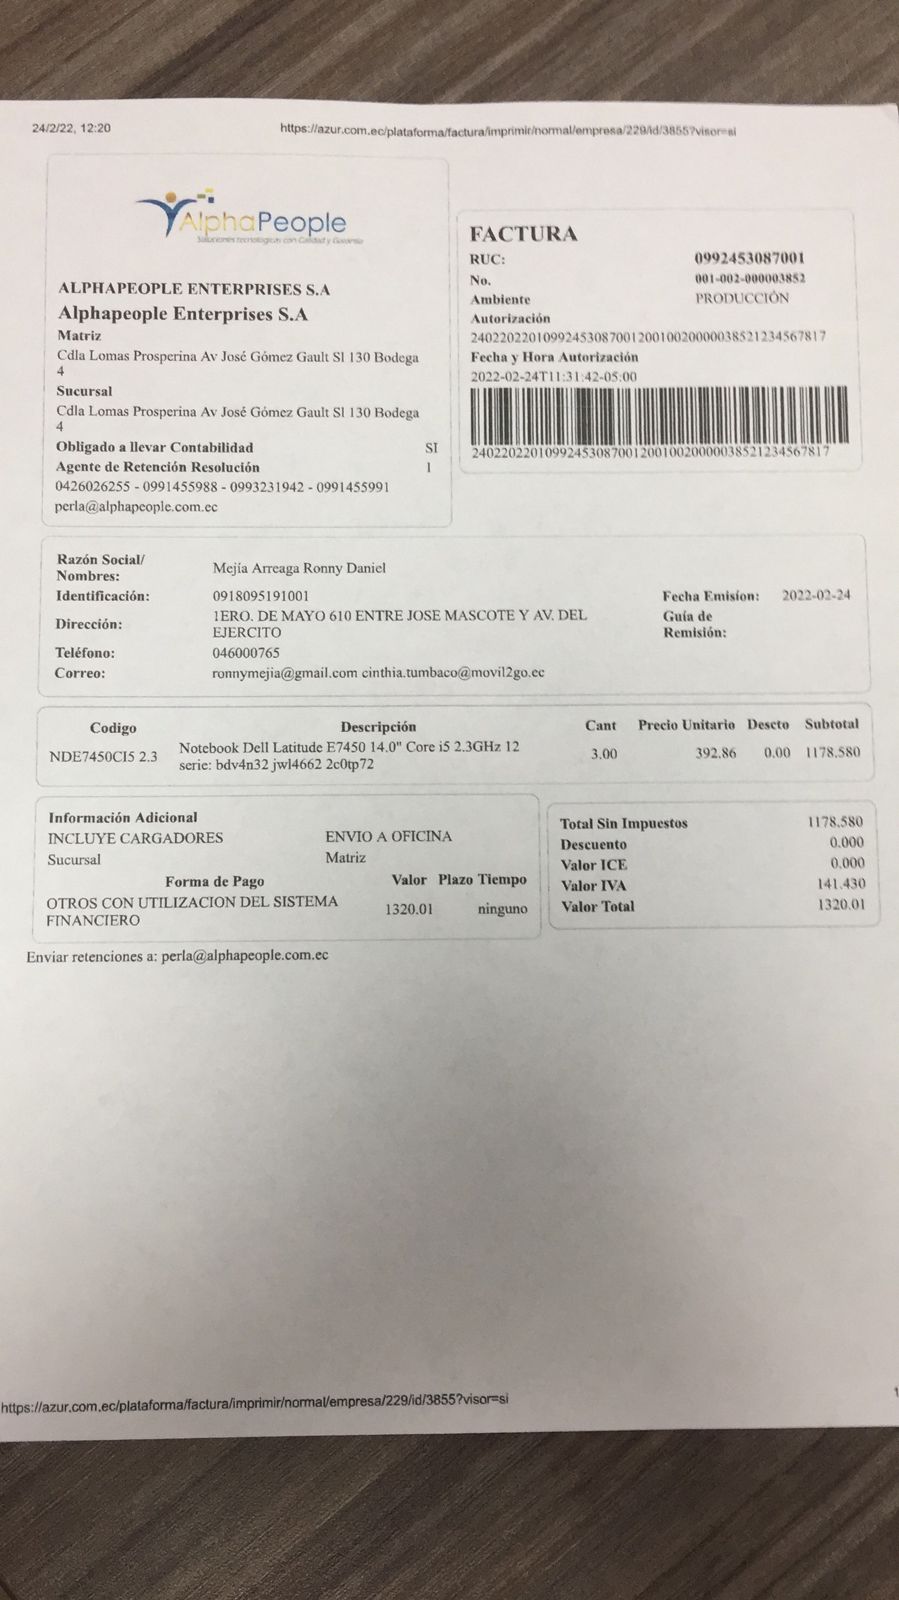 24/2/22, 12:20
https://azur.com.ec/plataforma/factura/imprimir/normal/empresa/229/id/3855?visor=si
AlphaPeople
Soluciones tecnologicas con Calidad y Garantia
ALPHAPEOPLE ENTERPRISES S.A
Alphapeople Enterprises S.A
Matriz
Cdla Lomas Prosperina Av José Gómez Gault Sl 130 Bodega
4
Sucursal
Cdla Lomas Prosperina Av José Gómez Gault Sl 130 Bodega
4
Obligado a llevar Contabilidad SI
Agente de Retención Resolución 1
0426026255 - 0991455988 - 0993231942 - 0991455991
perla@alphapeople.com.ec
FACTURA
RUC: 0992453087001
No. 001-002-000003852
Ambiente PRODUCCIÓN
Autorización
2402202201099245308700120010020000038521234567817
Fecha y Hora Autorización
2022-02-24T11:31:42-05:00
2402202201099245308700120010020000038521234567817
Razón Social/
Nombres: Mejía Arreaga Ronny Daniel
Identificación: 0918095191001 Fecha Emision: 2022-02-24
Dirección: 1ERO. DE MAYO 610 ENTRE JOSE MASCOTE Y AV. DEL
EJERCITO
Guía de
Remisión:
Teléfono: 046000765
Correo: ronnymejia@gmail.com cinthia.tumbaco@movil2go.ec
Codigo Descripción Cant Precio Unitario Descto Subtotal
NDE7450CI5 2.3 Notebook Dell Latitude E7450 14.0" Core i5 2.3GHz 12 3.00 392.86 0.00 1178.580
serie: bdv4n32 jwl4662 2c0tp72
Información Adicional
INCLUYE CARGADORES ENVIO A OFICINA
Sucursal Matriz
Forma de Pago Valor Plazo Tiempo
OTROS CON UTILIZACION DEL SISTEMA
FINANCIERO 1320.01 ninguno
Total Sin Impuestos 1178.580
Descuento 0.000
Valor ICE 0.000
Valor IVA 141.430
Valor Total 1320.01
Enviar retenciones a: perla@alphapeople.com.ec
https://azur.com.ec/plataforma/factura/imprimir/normal/empresa/229/id/3855?visor=si
1